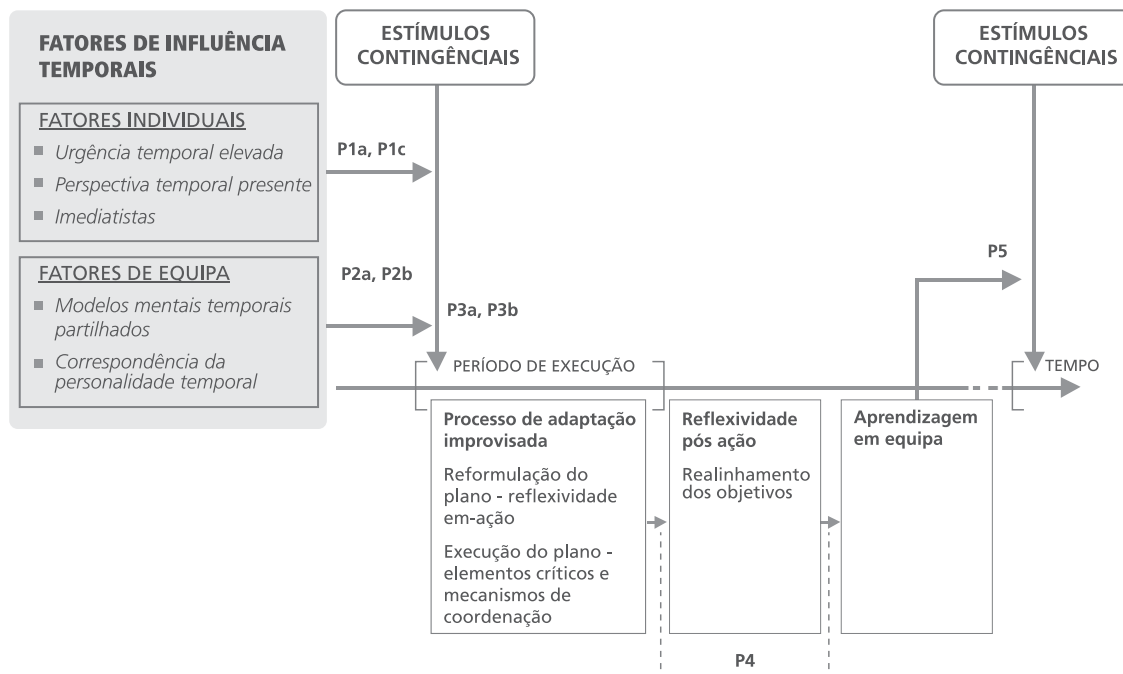 FATORES DE INFLUÊNCIA
TEMPORAIS
FATORES INDIVIDUAIS
Urgência temporal elevada
Perspectiva temporal presente
Imediatistas
FATORES DE EQUIPA
Modelos mentais temporais
partilhados
Correspondência da
personalidade temporal
ESTÍMULOS
CONTINGÊNCIAIS
P1a, P1c
P2a, P2b
P3a, P3b
ESTÍMULOS
CONTINGÊNCIAIS
P5
PERÍODO DE EXECUÇÃO
TEMPO
Processo de adaptação
improvisada
Reformulação do
plano - reflexividade
em-ação
Execução do plano -
elementos críticos e
mecanismos de
coordenação
Reflexividade
pós ação
Realinhamento
dos objetivos
Aprendizagem
em equipa
P4